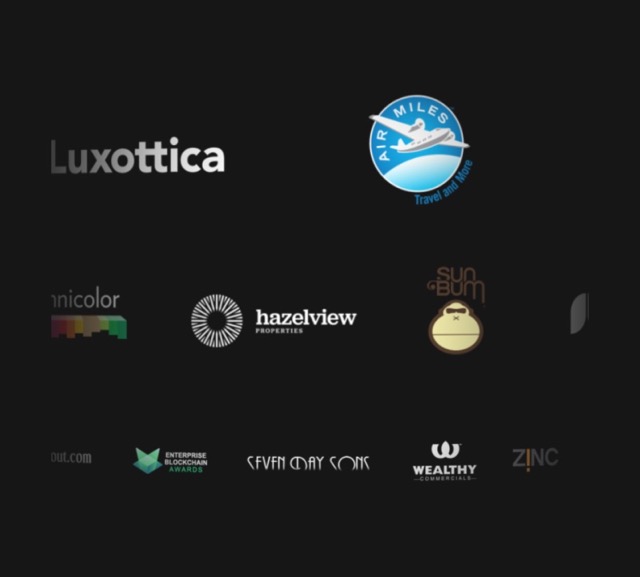 Luxottica
AIR MILES
Travel and More
nicolor
hazelview
PROPERTIES
SUN
BUM
out.com
ENTERPRISE
BLOCKCHAIN
AWARDS
SEVEN DAY SONS
WEALTHY
COMMERCIALS
Z!NC